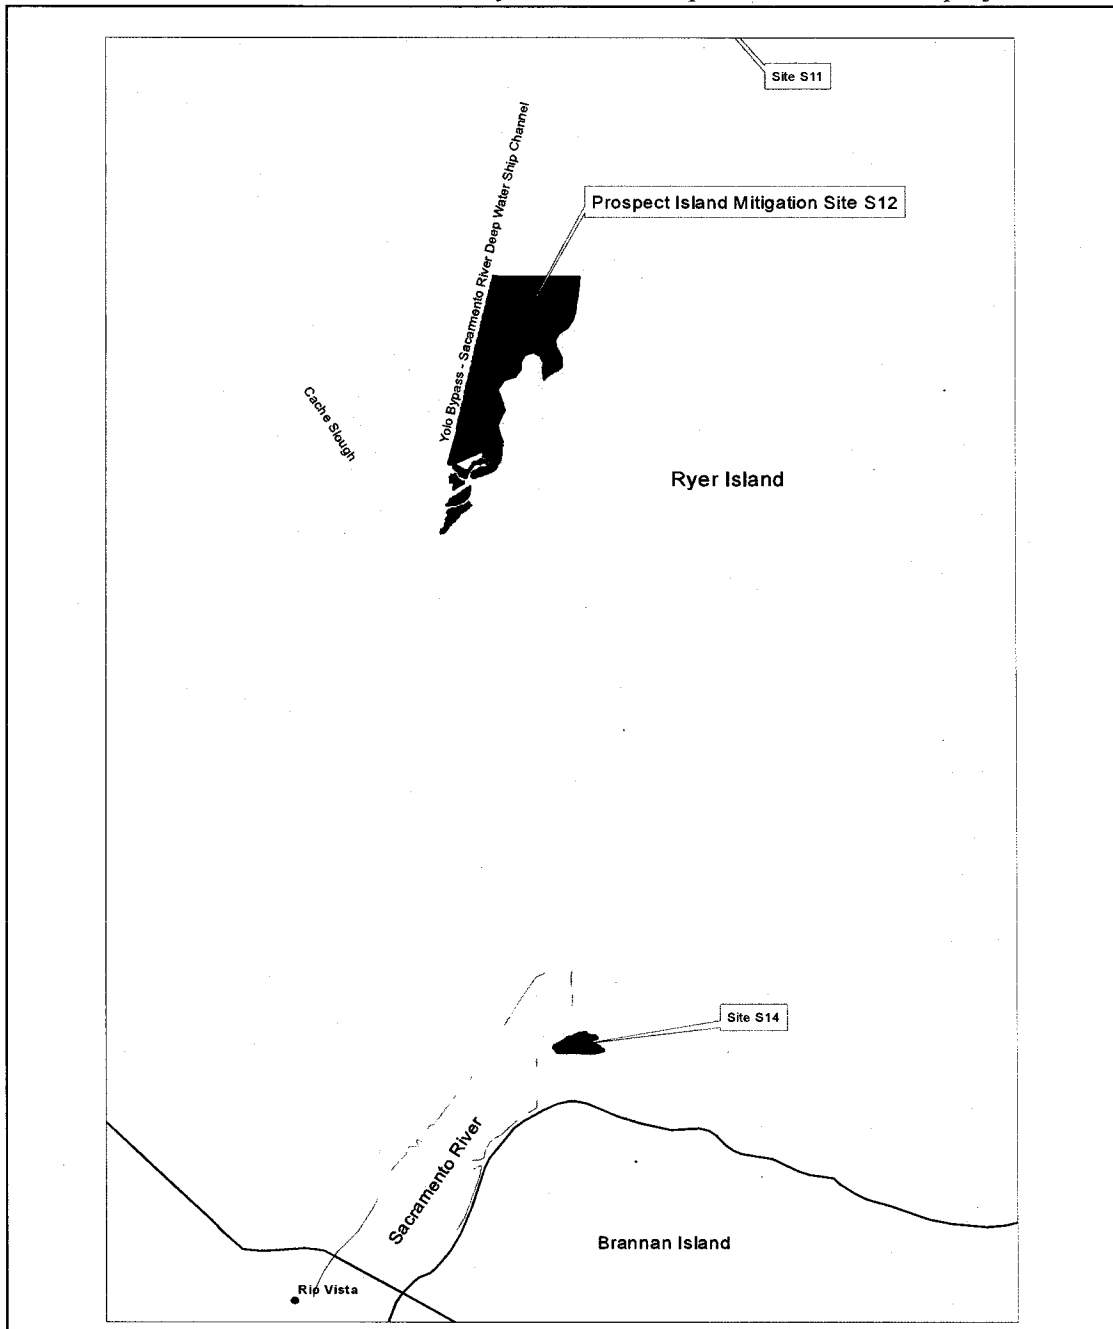 Site S11
Prospect Island Mitigation Site S12
Yolo Bypass - Sacarmento River Deep Water Ship Channel
Cache Slough
Ryer Island
Site S14
Sacramento River
Brannan Island
Rio Vista